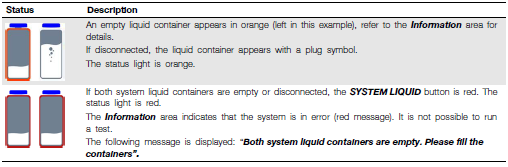 Status Description
An empty liquid container appears in orange (left in this example), refer to the Information area for
details.
If disconnected, the liquid container appears with a plug symbol.
The status light is orange.
If both system liquid containers are empty or disconnected, the SYSTEM LIQUID button is red. The
status light is red.
The Information area indicates that the system is in error (red message). It is not possible to run
a test.
The following message is displayed: "Both system liquid containers are empty. Please fill the
containers".